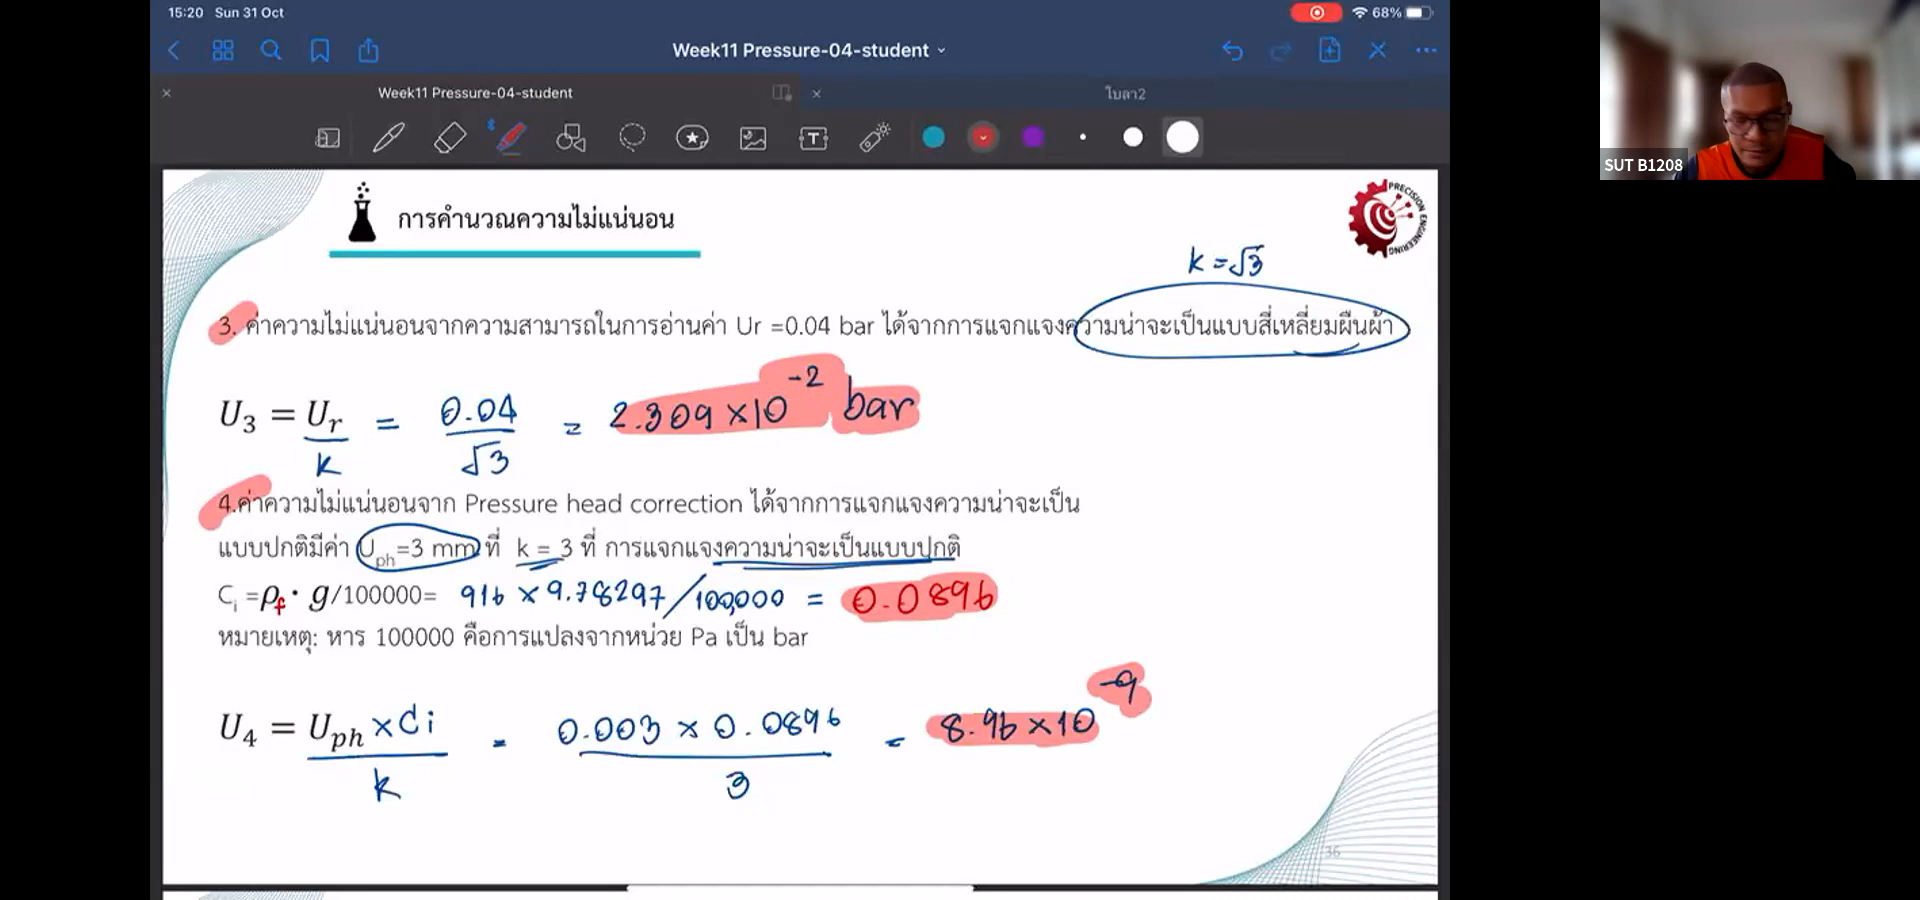 15:20 Sun 31 Oct
68%
Week11 Pressure-04-student
Week11 Pressure-04-student
ใบลา2
SUT B1208
PRECISION ENGINEERING
การคำนวณความไม่แน่นอน
k = √3
3. ค่าความไม่แน่นอนจากความสามารถในการอ่านค่า Ur =0.04 bar ได้จากการแจกแจงความน่าจะเป็นแบบสี่เหลี่ยมผืนผ้า
U3 = Ur/k = 0.04/√3 = 2.309 × 10^-2 bar
4.ค่าความไม่แน่นอนจาก Pressure head correction ได้จากการแจกแจงความน่าจะเป็น
แบบปกติมีค่า Uph=3 mm ที่ k = 3 ที่ การแจกแจงความน่าจะเป็นแบบปกติ
Ci =ρf· g/100000= 916 × 9.78297/100,000 = 0.0896
หมายเหตุ: หาร 100000 คือการแปลงจากหน่วย Pa เป็น bar
U4 = Uph × Ci/k = 0.003 × 0.0896/3 = 8.96 × 10^-9
36